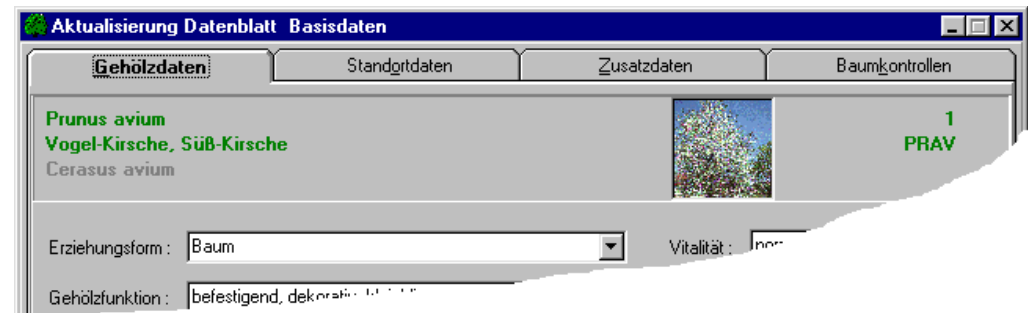 Aktualisierung Datenblatt Basisdaten
Gehölzdaten Standortdaten Zusatzdaten Baumkontrollen
Prunus avium 1
Vogel-Kirsche, Süß-Kirsche PRAV
Cerasus avium
Erziehungsform : Baum Vitalität :
Gehölzfunktion : befestigend,